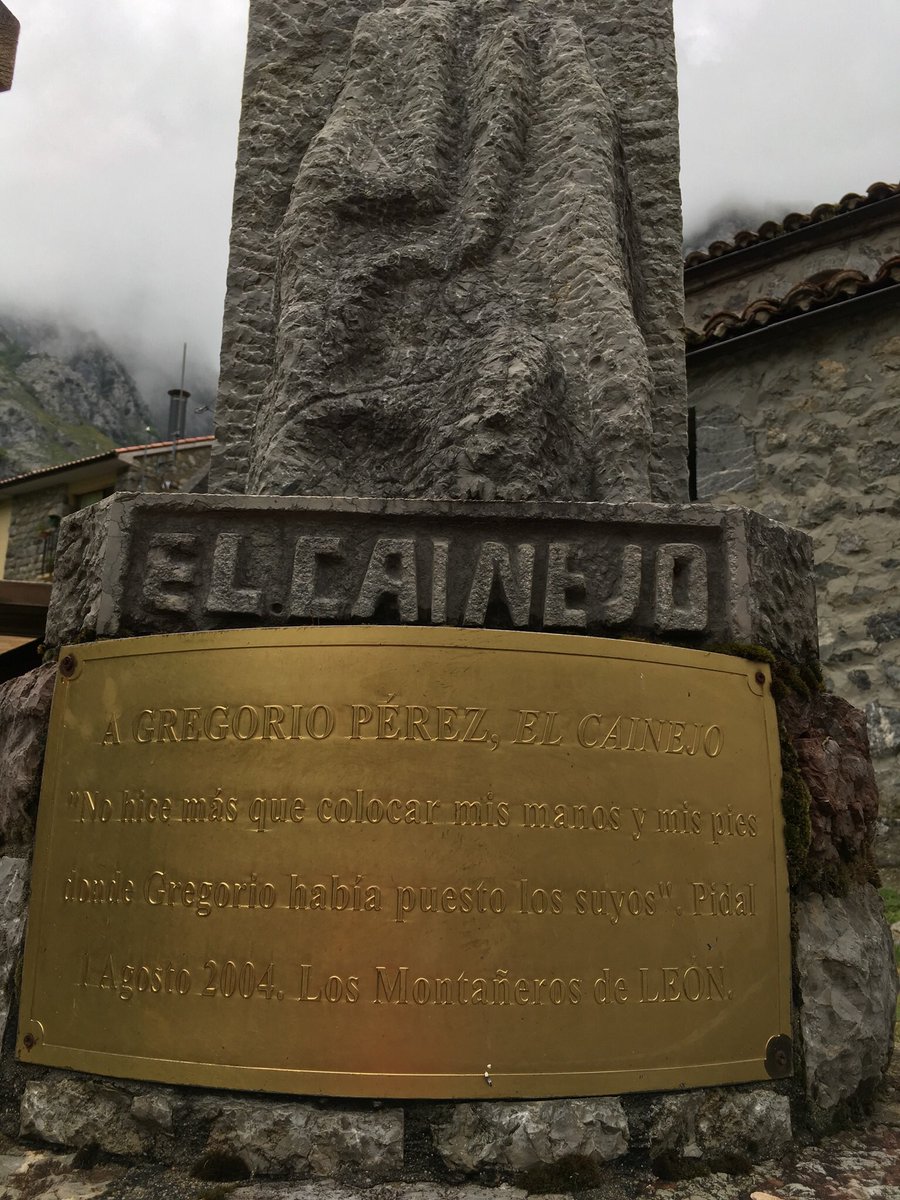 EL.CAINEJO
A GREGORIO PÉREZ, EL CAINEJO
"No hice más que colocar mis manos y mis pies
donde Gregorio había puesto los suyos". Pidal
1 Agosto 2004. Los Montañeros de LEÓN.